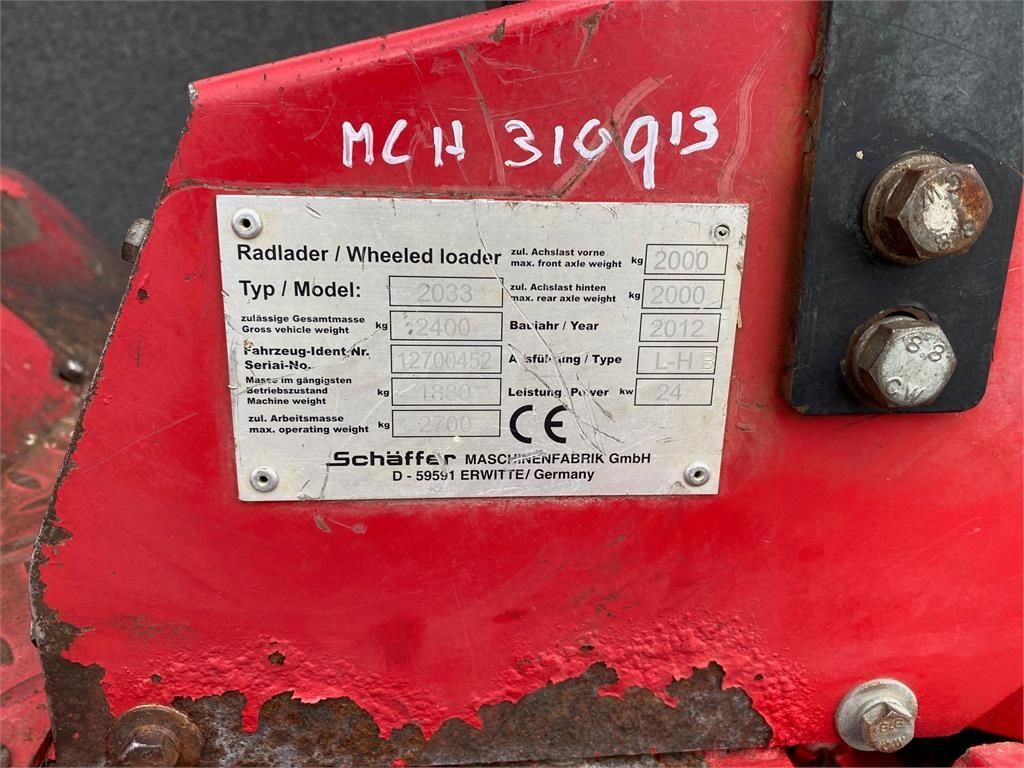 MCH 310913
Radlader / Wheeled loader
zul. Achslast vorne
max. front axle weight kg 2000
Typ / Model: 2033
zul. Achslast hinten
max. rear axle weight kg 2000
zulässige Gesamtmasse
Gross vehicle weight kg 2400
Baujahr / Year 2012
Fahrzeug-Ident-Nr.
Serial-No. 12700452
Ausführung / Type L-H B
Masse im gängigsten
Betriebszustand
Machine weight kg 1880
Leistung, Power kw 24
zul. Arbeitsmasse
max. operating weight kg 2700
CE
Schäffer MASCHINENFABRIK GmbH
D - 59591 ERWITTE/ Germany
8.8